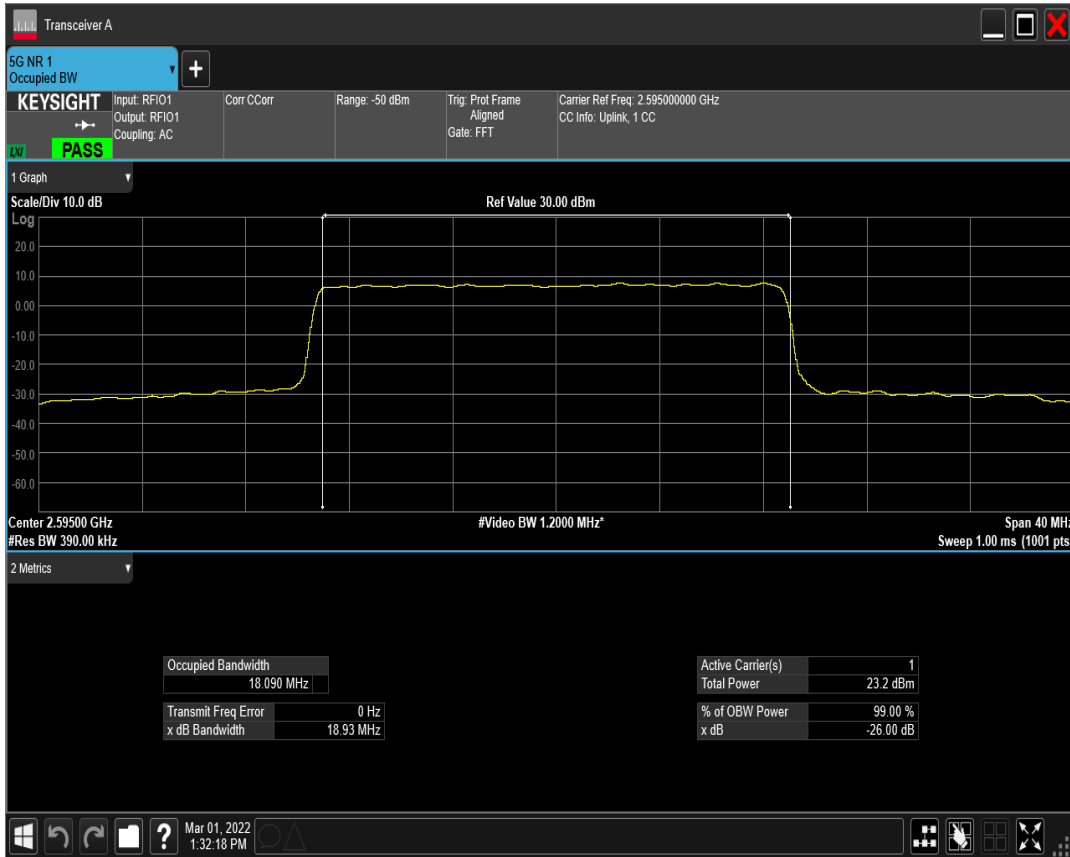 Transceiver A
5G NR 1
Occupied BW
+
KEYSIGHT
LXI
PASS
Input: RFIO1
Output: RFIO1
Coupling: AC
Corr CCorr
Range: -50 dBm
Trig: Prot Frame
Aligned
Gate: FFT
Carrier Ref Freq: 2.595000000 GHz
CC Info: Uplink, 1 CC
1 Graph
Scale/Div 10.0 dB
Ref Value 30.00 dBm
Log
20.0
10.0
0.00
-10.0
-20.0
-30.0
-40.0
-50.0
-60.0
Center 2.59500 GHz
#Video BW 1.2000 MHz*
Span 40 MHz
#Res BW 390.00 kHz
Sweep 1.00 ms (1001 pts
2 Metrics
Occupied Bandwidth
18.090 MHz
Transmit Freq Error 0 Hz
x dB Bandwidth 18.93 MHz
Active Carrier(s) 1
Total Power 23.2 dBm
% of OBW Power 99.00 %
x dB -26.00 dB
?
Mar 01, 2022
1:32:18 PM